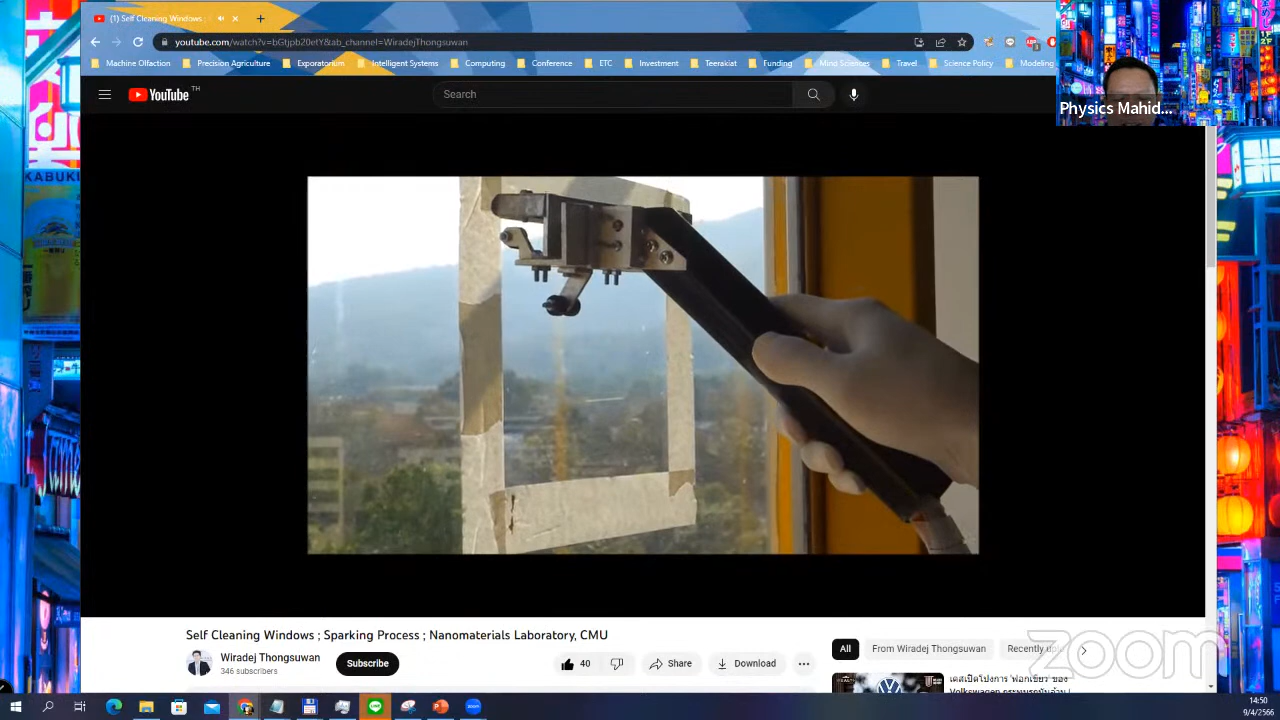 (1) Self Cleaning Windows ;
youtube.com/watch?v=bGtjpb20etY&ab_channel=WiradejThongsuwan
Machine Olfaction
Precision Agriculture
Exporatorium
Intelligent Systems
Computing
Conference
ETC
Investment
Teerakiat
Funding
Mind Sciences
Travel
Science Policy
Modeling
Physics Mahid...
YouTube TH
Search
KABUKI
Self Cleaning Windows ; Sparking Process ; Nanomaterials Laboratory, CMU
Wiradej Thongsuwan
346 subscribers
Subscribe
40
Share
Download
All
From Wiradej Thongsuwan
Recently
zoom
14:50
9/4/2566